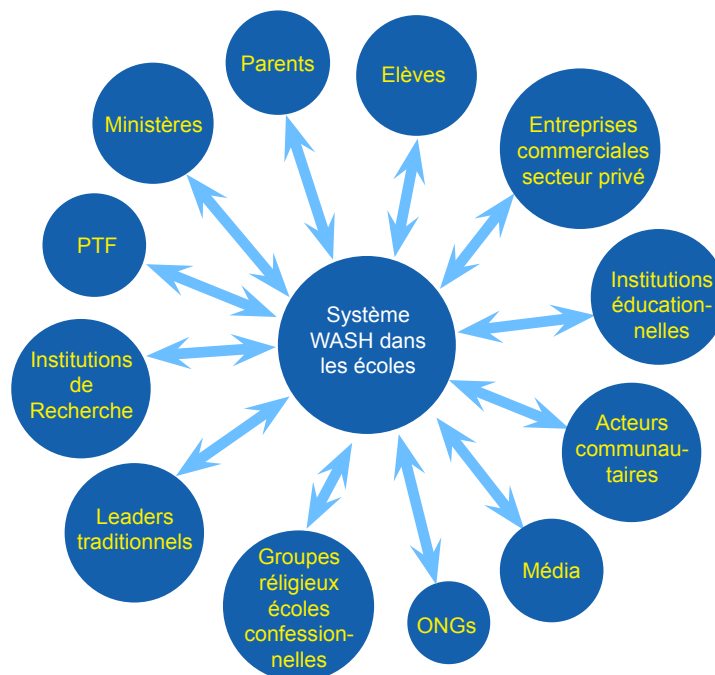 Parents
Elèves
Ministères
Entreprises
commerciales
secteur privé
PTF
Institutions
éducation-
nelles
Système
WASH dans
les écoles
Institutions
de
Recherche
Acteurs
communau-
taires
Leaders
traditionnels
Groupes
réligieux
écoles
confession-
nelles
Média
ONGs